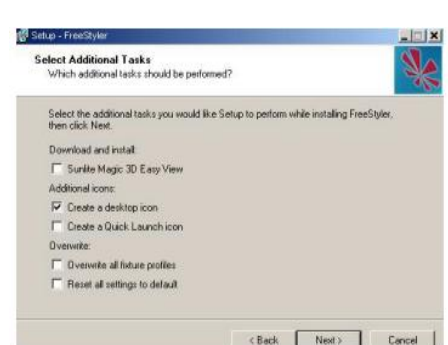 Setup - FreeStyler
Select Additional Tasks
Which additional tasks should be performed?
Select the additional tasks you would like Setup to perform while installing FreeStyler,
then click Next.
Download and install:
Sunlite Magic 3D Easy View
Additional icons:
Create a desktop icon
Create a Quick Launch icon
Overwrite:
Overwrite all fixture profiles
Reset all settings to default
< Back
Next >
Cancel